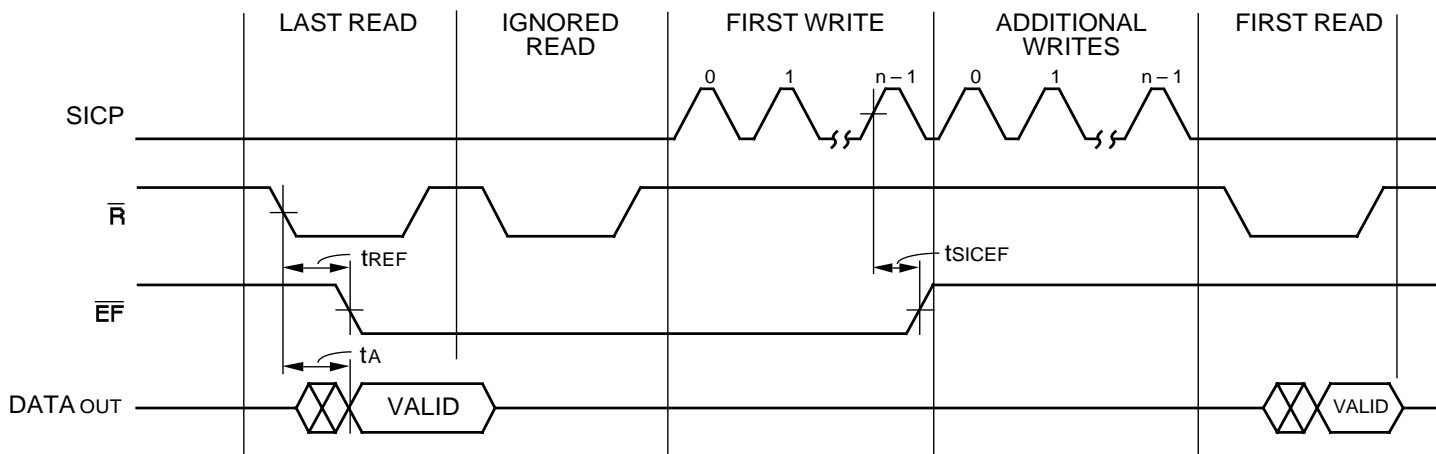 LAST READ
IGNORED
READ
FIRST WRITE
ADDITIONAL
WRITES
FIRST READ
0
1
n – 1
0
1
n – 1
SICP
R
tREF
tSICEF
EF
tA
DATA OUT
VALID
VALID